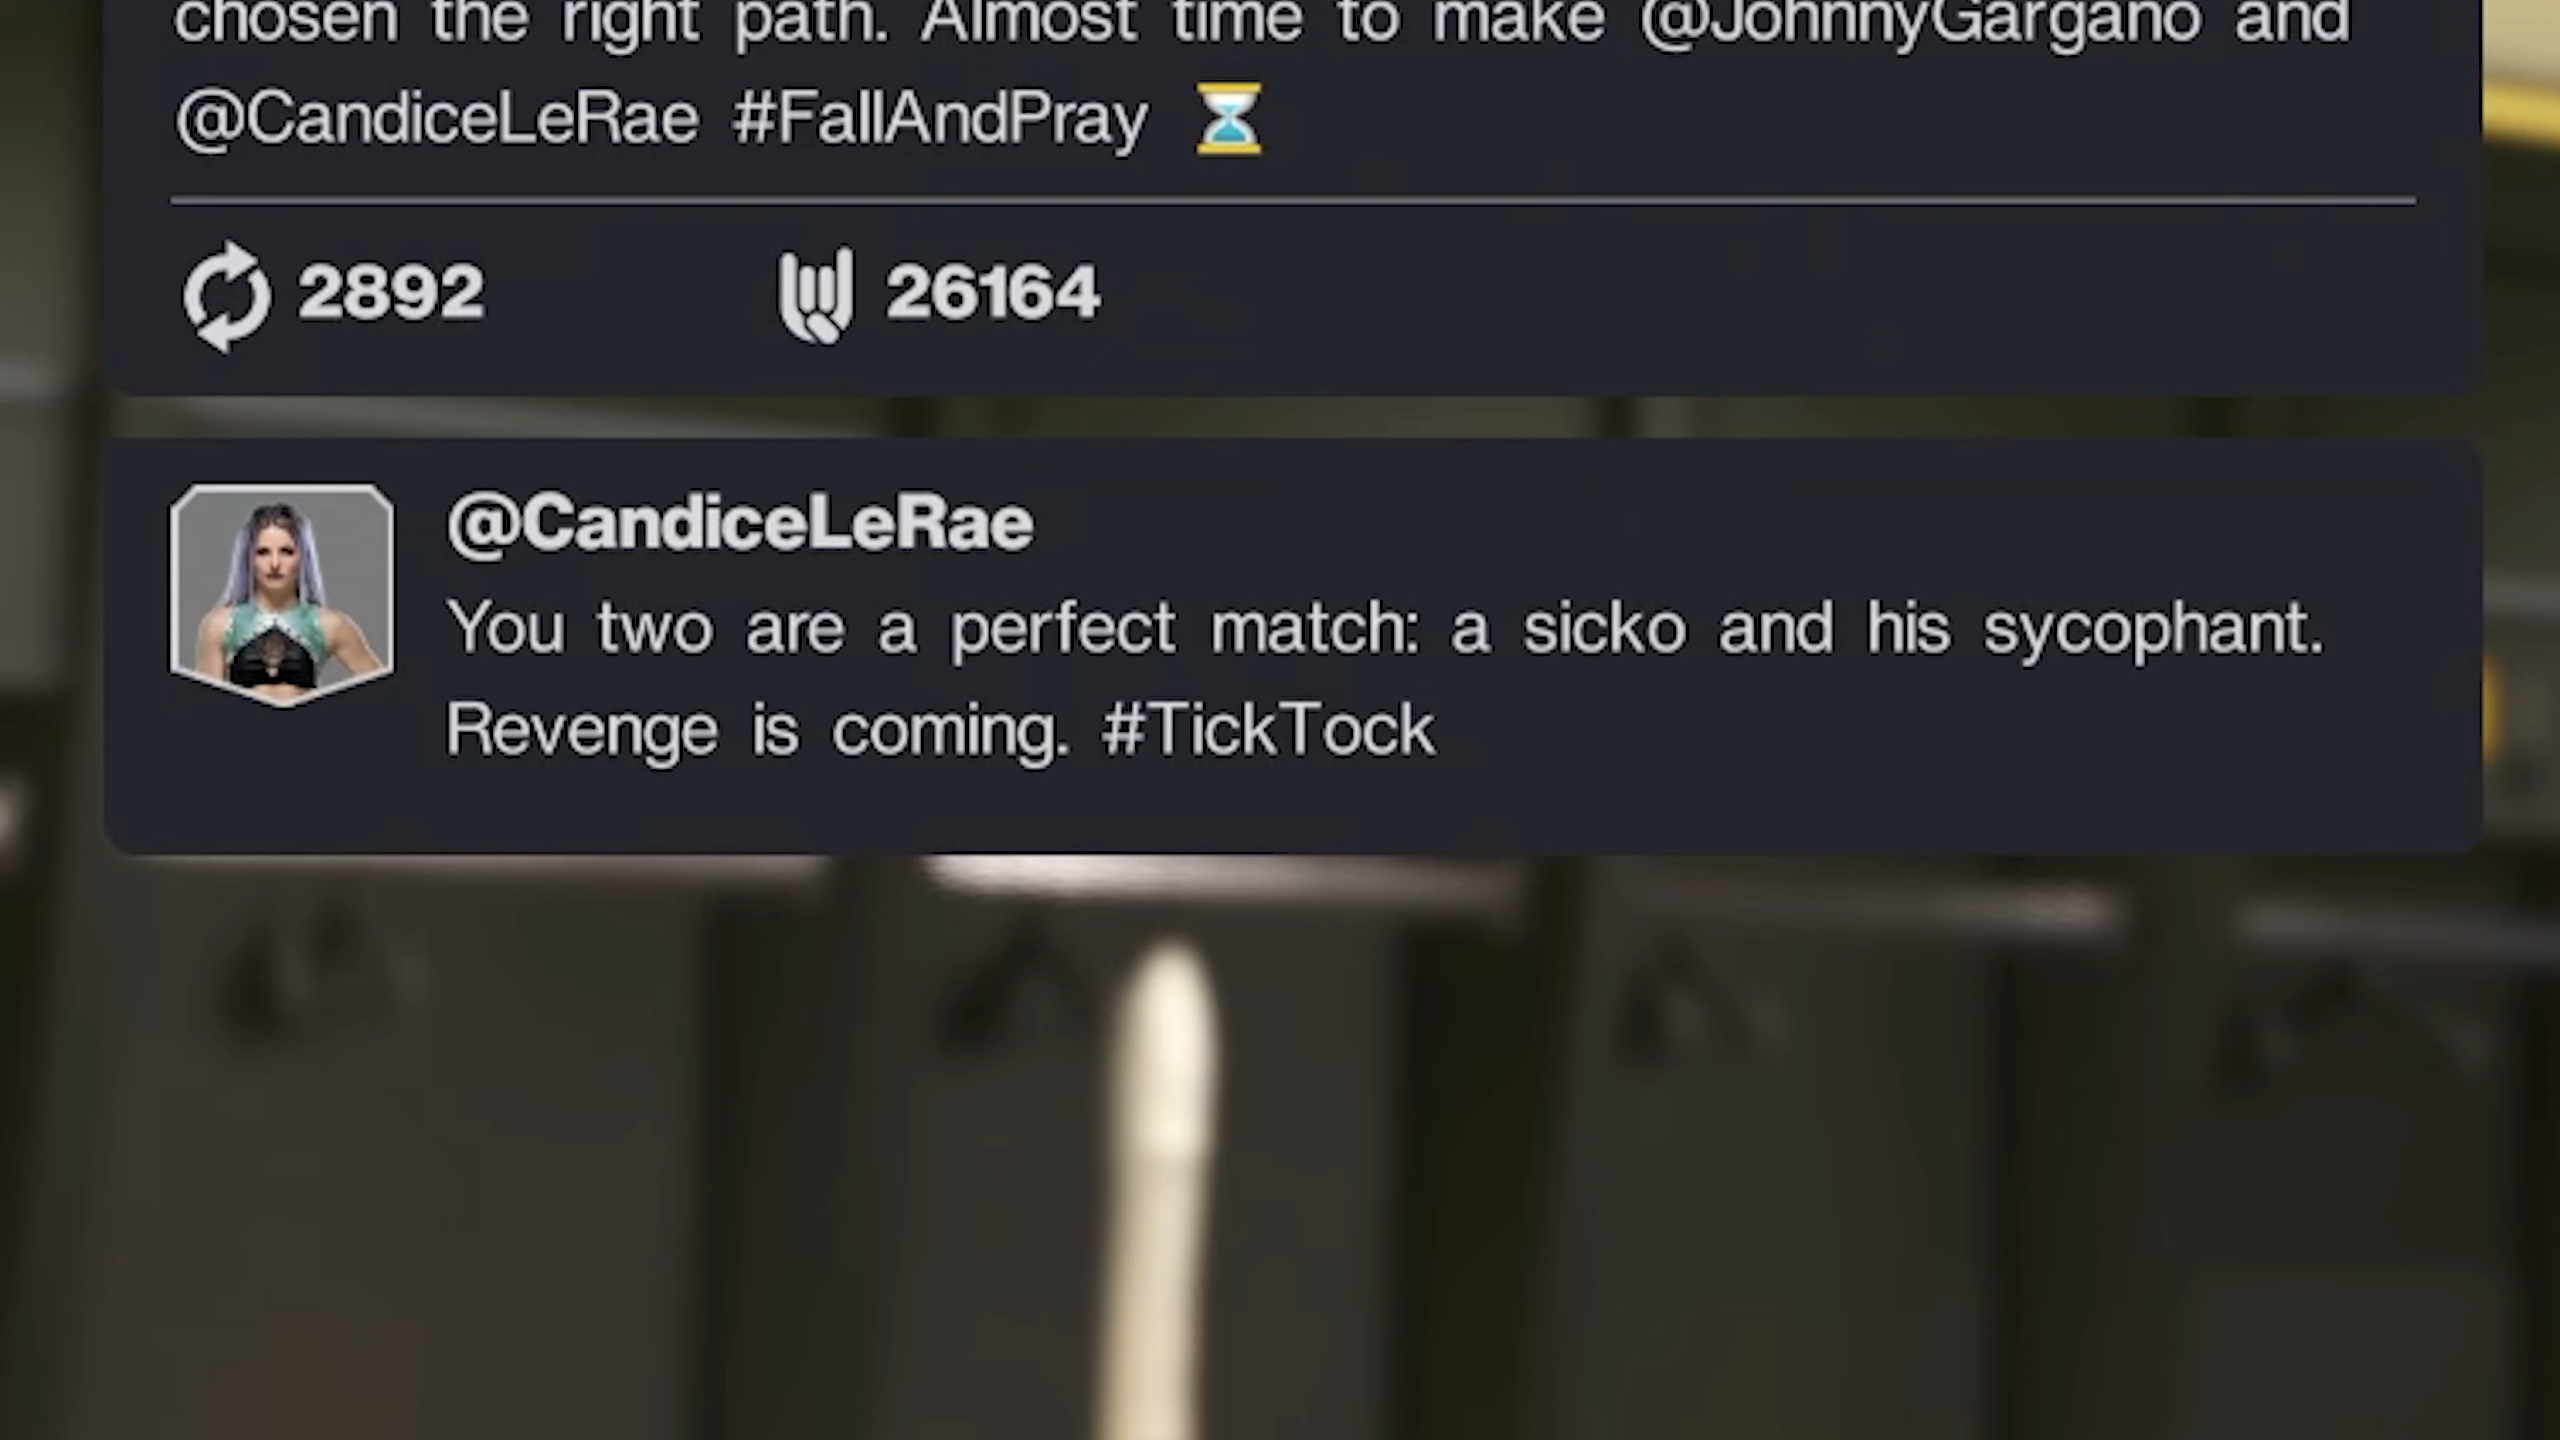 chosen the right path. Almost time to make @JohnnyGargano and
@CandiceLeRae #FallAndPray ⏳
2892 26164
@CandiceLeRae
You two are a perfect match: a sicko and his sycophant.
Revenge is coming. #TickTock